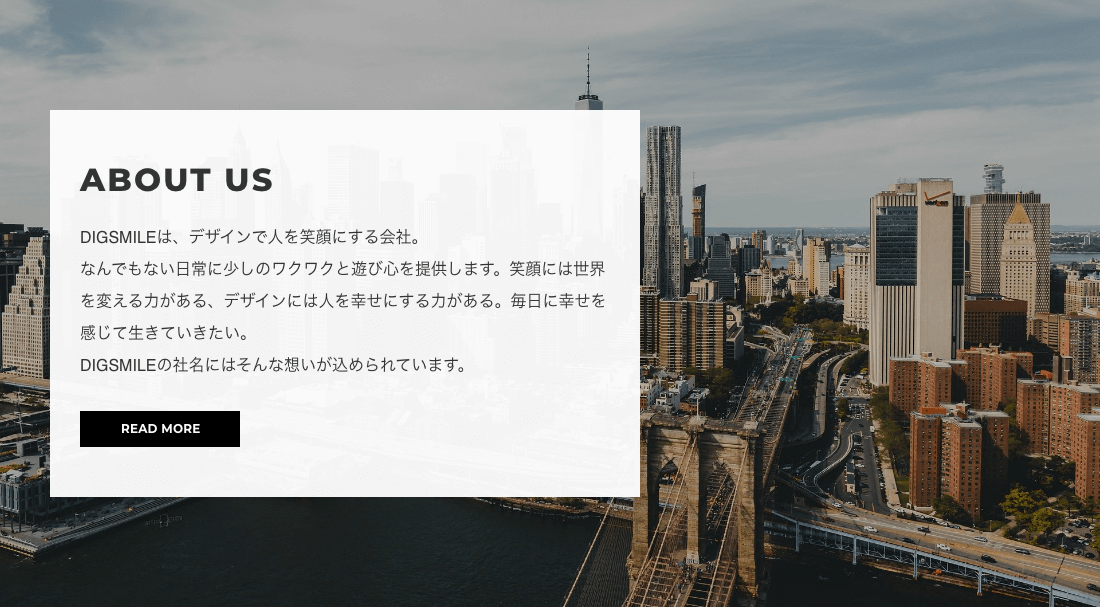 ABOUT US
DIGSMILEは、デザインで人を笑顔にする会社。
なんでもない日常に少しのワクワクと遊び心を提供します。笑顔には世界
を変える力がある、デザインには人を幸せにする力がある。毎日に幸せを
感じて生きていきたい。
DIGSMILEの社名にはそんな想いが込められています。
READ MORE
verizon